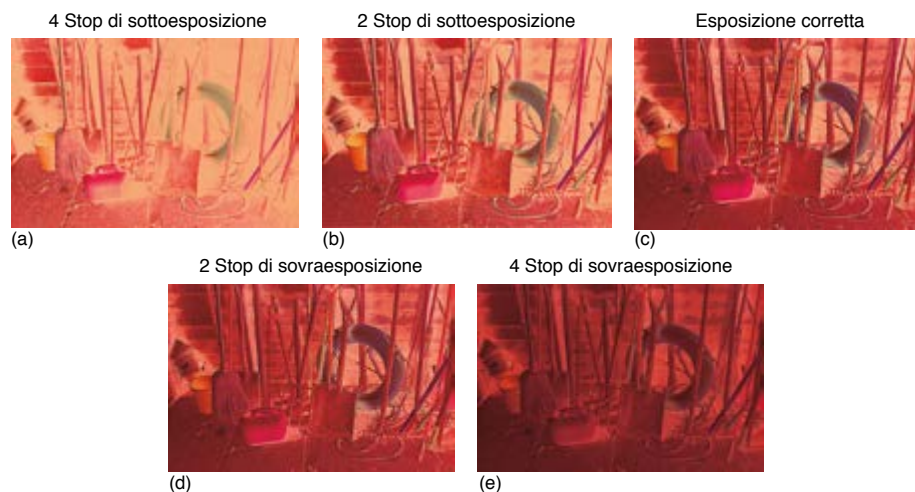 4 Stop di sottoesposizione
2 Stop di sottoesposizione
Esposizione corretta
(a)
(b)
(c)
2 Stop di sovraesposizione
4 Stop di sovraesposizione
(d)
(e)